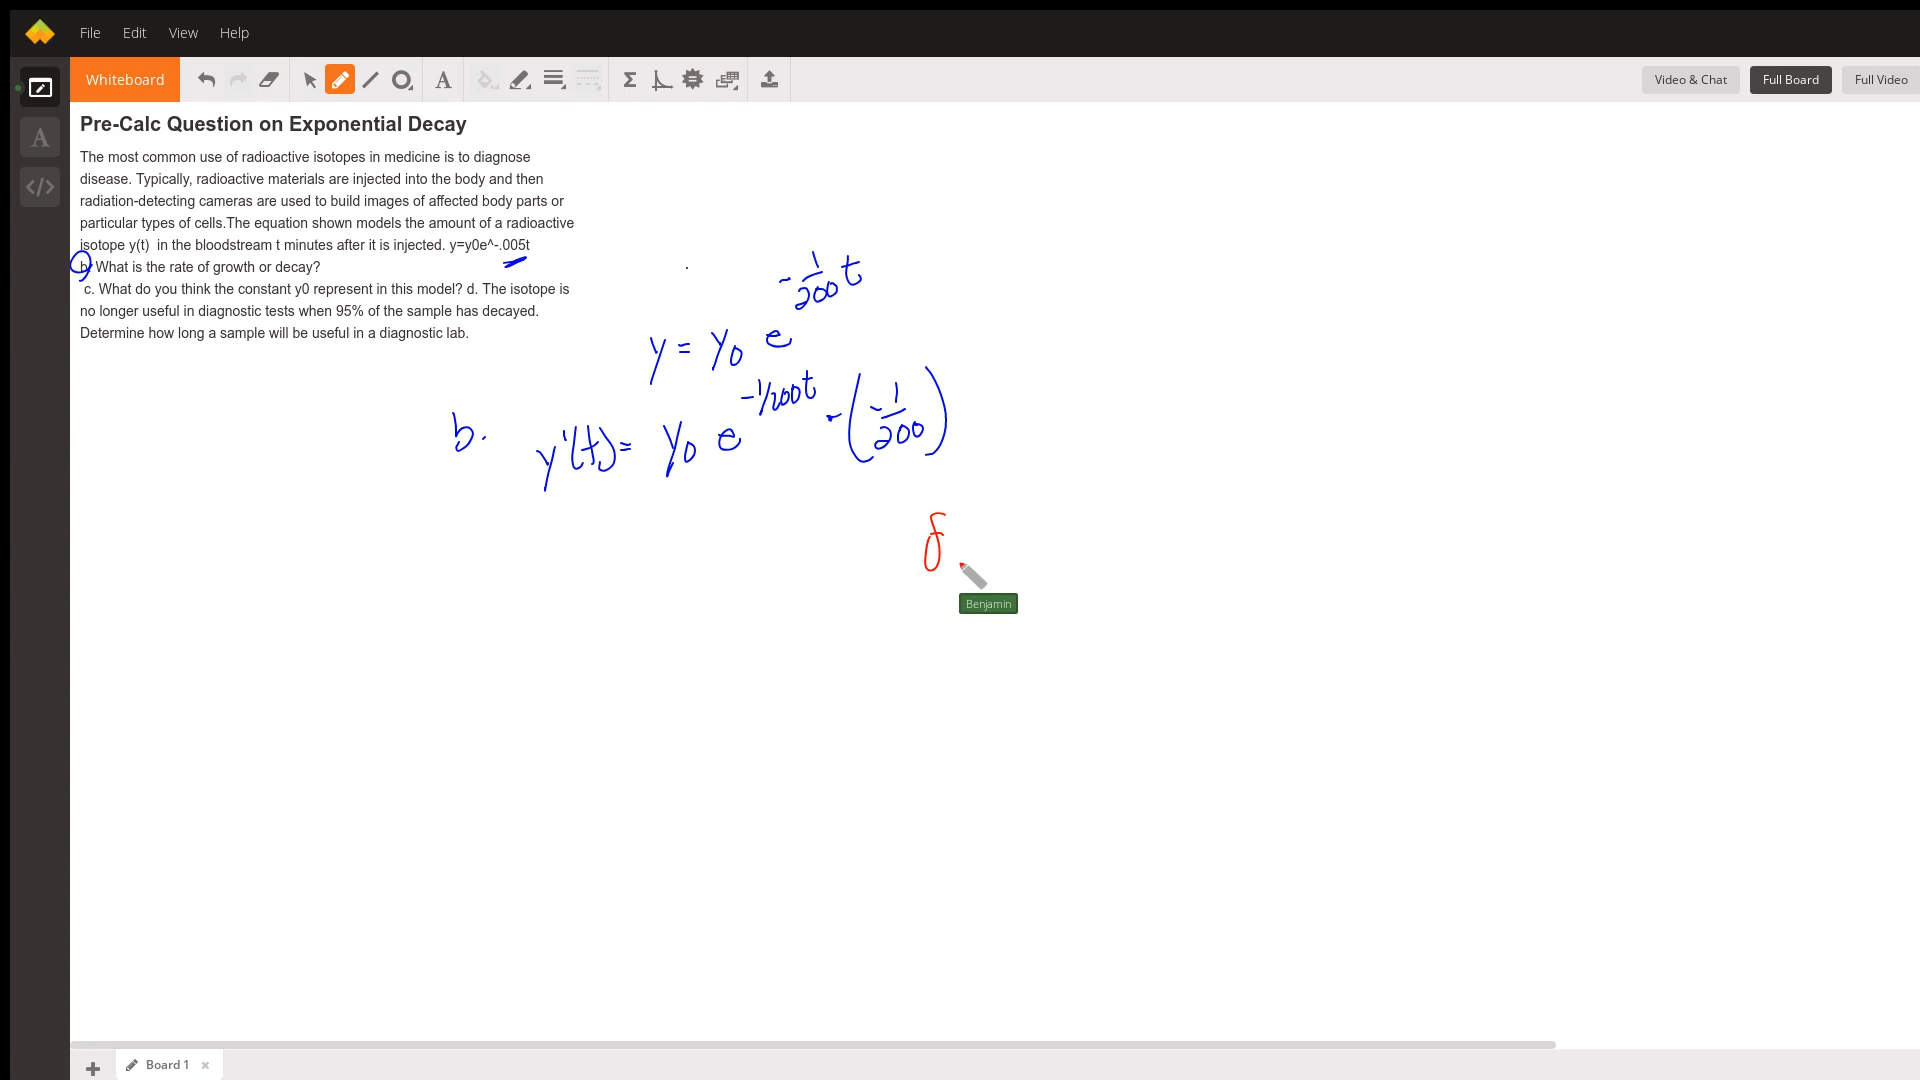 File Edit View Help
Whiteboard A Σ Video & Chat Full Board Full Video
A
</>
Pre-Calc Question on Exponential Decay
The most common use of radioactive isotopes in medicine is to diagnose
disease. Typically, radioactive materials are injected into the body and then
radiation-detecting cameras are used to build images of affected body parts or
particular types of cells.The equation shown models the amount of a radioactive
isotope y(t) in the bloodstream t minutes after it is injected. y=y0e^-.005t
b. What is the rate of growth or decay?
c. What do you think the constant y0 represent in this model? d. The isotope is
no longer useful in diagnostic tests when 95% of the sample has decayed.
Determine how long a sample will be useful in a diagnostic lab.
y = y0 e -1/200 t
b. y'(t) = y0 e -1/200t - (-1/200)
Benjamin
Board 1